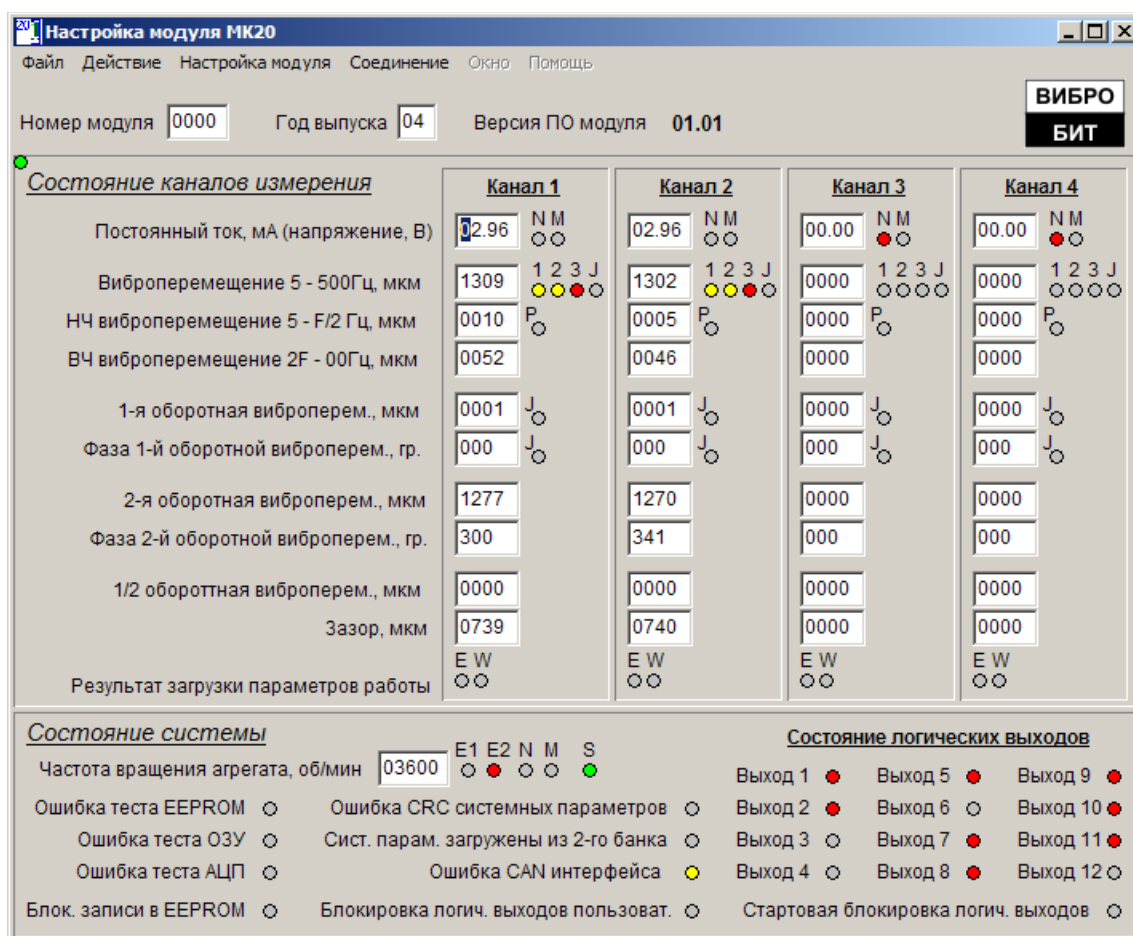 20 Настройка модуля МК20
Файл Действие Настройка модуля Соединение Окно Помощь
ВИБРО
БИТ
Номер модуля 0000 Год выпуска 04 Версия ПО модуля 01.01
Состояние каналов измерения Канал 1 Канал 2 Канал 3 Канал 4
N M N M N M N M
Постоянный ток, мА (напряжение, В) 02.96 02.96 00.00 00.00
1 2 3 J 1 2 3 J 1 2 3 J 1 2 3 J
Виброперемещение 5 - 500Гц, мкм 1309 1302 0000 0000
НЧ виброперемещение 5 - F/2 Гц, мкм 0010 P 0005 P 0000 P 0000 P
ВЧ виброперемещение 2F - 00Гц, мкм 0052 0046 0000 0000
1-я оборотная виброперем., мкм 0001 J 0001 J 0000 J 0000 J
Фаза 1-й оборотной виброперем., гр. 000 J 000 J 000 J 000 J
2-я оборотная виброперем., мкм 1277 1270 0000 0000
Фаза 2-й оборотной виброперем., гр. 300 341 000 000
1/2 обороттная виброперем., мкм 0000 0000 0000 0000
Зазор, мкм 0739 0740 0000 0000
E W E W E W E W
Результат загрузки параметров работы
Состояние системы Состояние логических выходов
E1 E2 N M S
Частота вращения агрегата, об/мин 03600
Выход 1 Выход 5 Выход 9
Ошибка теста EEPROM Ошибка CRC системных параметров Выход 2 Выход 6 Выход 10
Ошибка теста ОЗУ Сист. парам. загружены из 2-го банка Выход 3 Выход 7 Выход 11
Ошибка теста АЦП Ошибка CAN интерфейса Выход 4 Выход 8 Выход 12
Блок. записи в EEPROM Блокировка логич. выходов пользоват. Стартовая блокировка логич. выходов